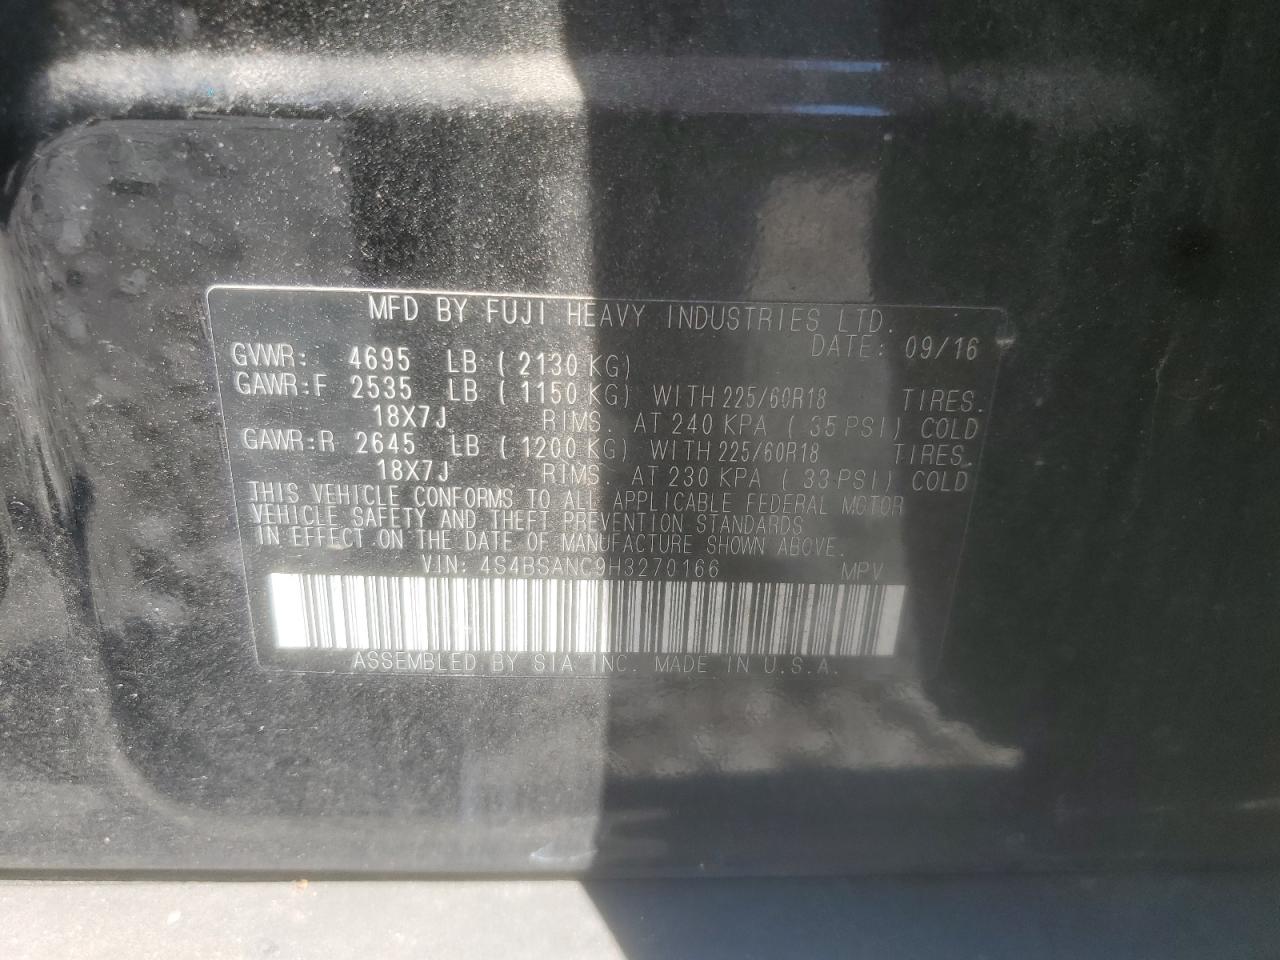 MFD BY FUJI HEAVY INDUSTRIES LTD.
DATE: 09/16
GVWR: 4695 LB ( 2130 KG)
GAWR:F 2535 LB ( 1150 KG) WITH 225/60R18 TIRES.
18X7J RIMS. AT 240 KPA ( 35 PSI) COLD
GAWR:R 2645 LB ( 1200 KG) WITH 225/60R18 TIRES.
18X7J RIMS. AT 230 KPA ( 33 PSI) COLD
THIS VEHICLE CONFORMS TO ALL APPLICABLE FEDERAL MOTOR
VEHICLE SAFETY AND THEFT PREVENTION STANDARDS
IN EFFECT ON THE DATE OF MANUFACTURE SHOWN ABOVE.
VIN: 4S4BSANC9H3270166 MPV
ASSEMBLED BY SIA INC. MADE IN U.S.A.